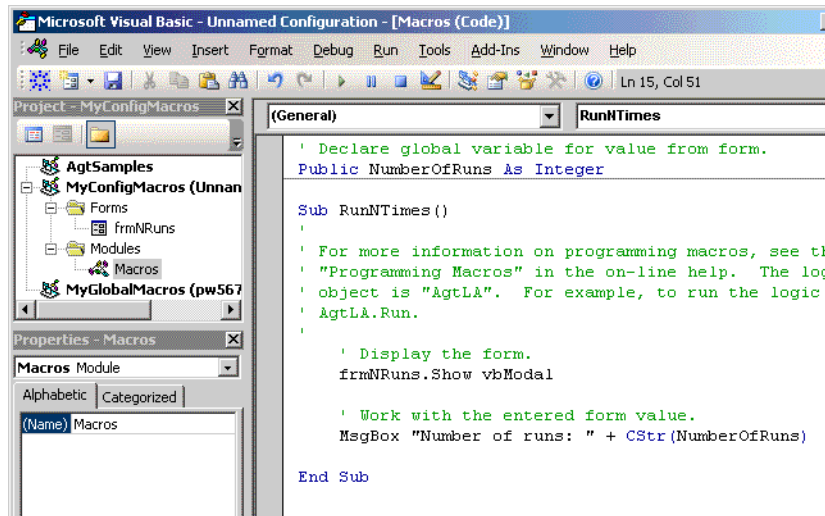 Microsoft Visual Basic - Unnamed Configuration - [Macros (Code)]
File Edit View Insert Format Debug Run Tools Add-Ins Window Help
Ln 15, Col 51
Project - MyConfigMacros
(General) RunNTimes
AgtSamples
MyConfigMacros (Unnan
Forms
frmNRuns
Modules
Macros
MyGlobalMacros (pw567
Properties - Macros
Macros Module
Alphabetic Categorized
(Name) Macros
' Declare global variable for value from form.
Public NumberOfRuns As Integer
Sub RunNTimes()
'
' For more information on programming macros, see th
' "Programming Macros" in the on-line help. The log
' object is "AgtLA". For example, to run the logic
' AgtLA.Run.
'
' Display the form.
frmNRuns.Show vbModal
' Work with the entered form value.
MsgBox "Number of runs: " + CStr(NumberOfRuns)
End Sub